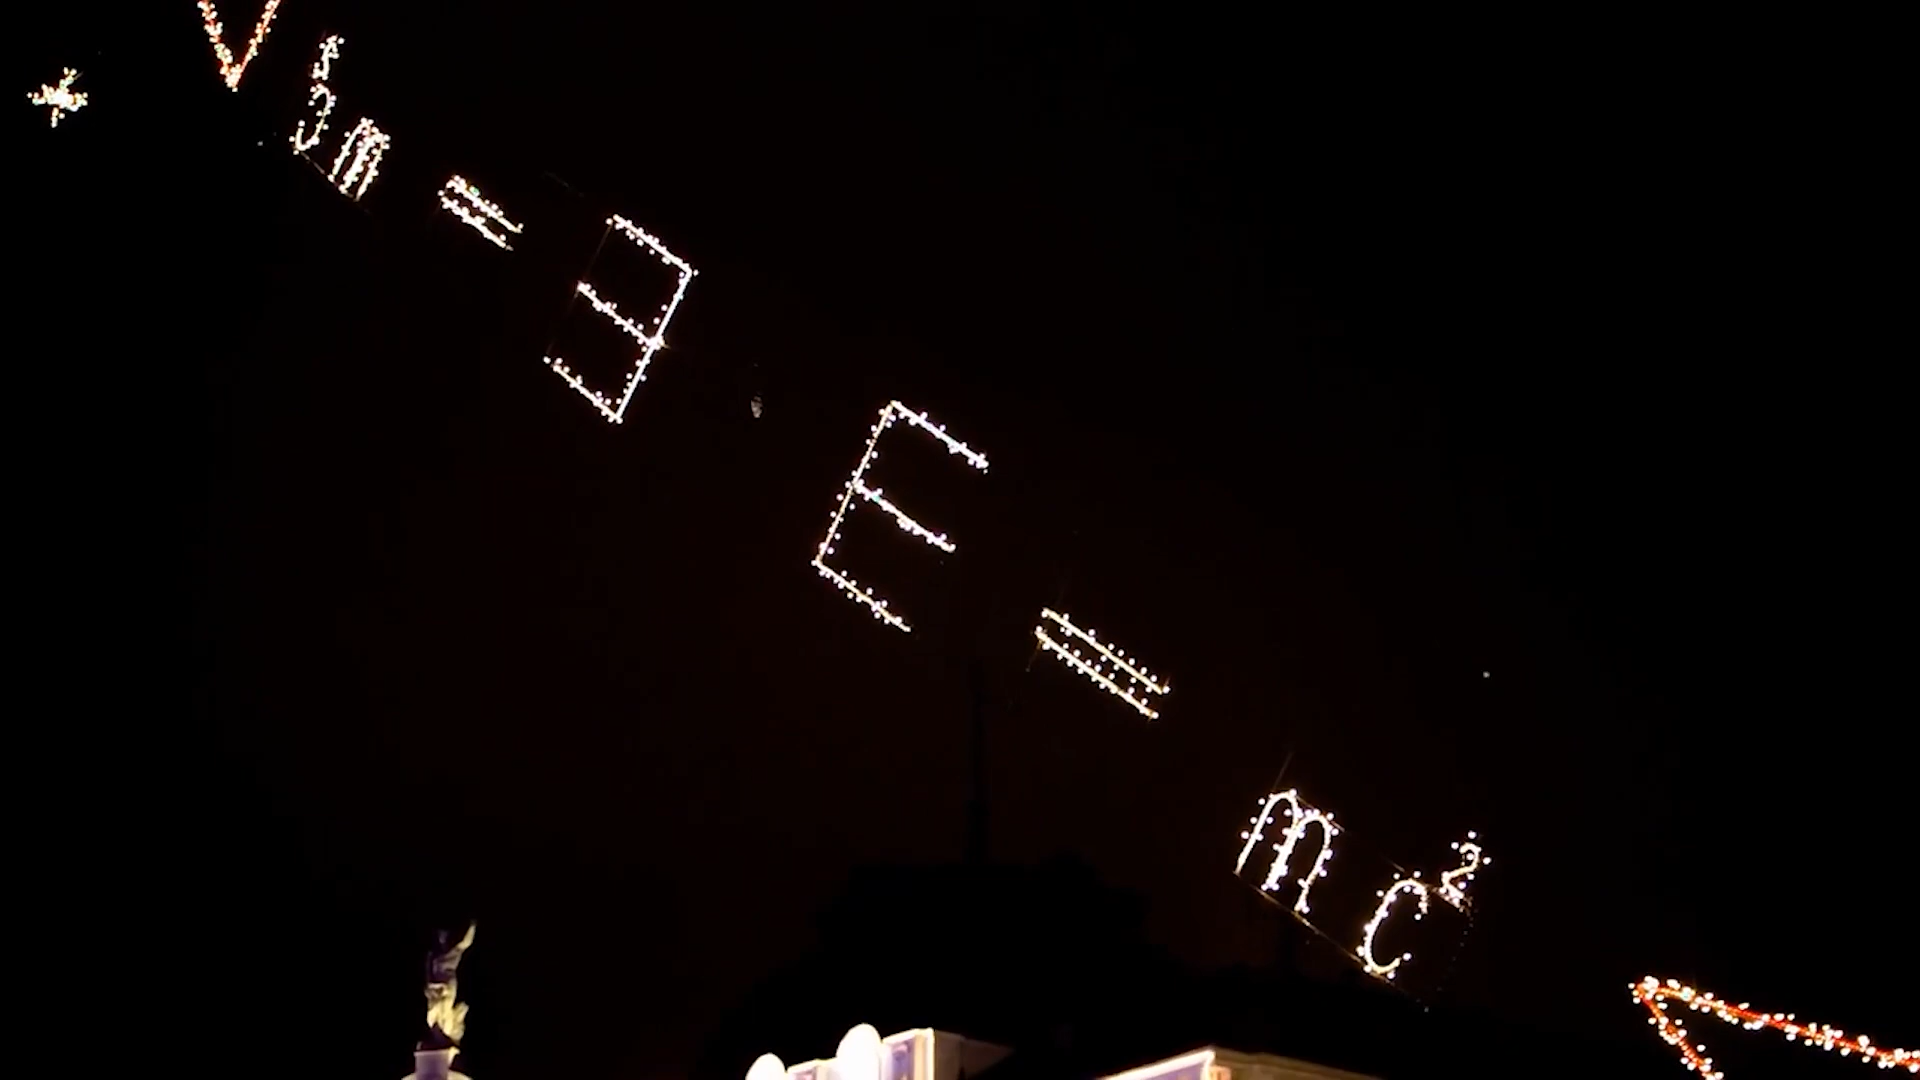 E = mc²